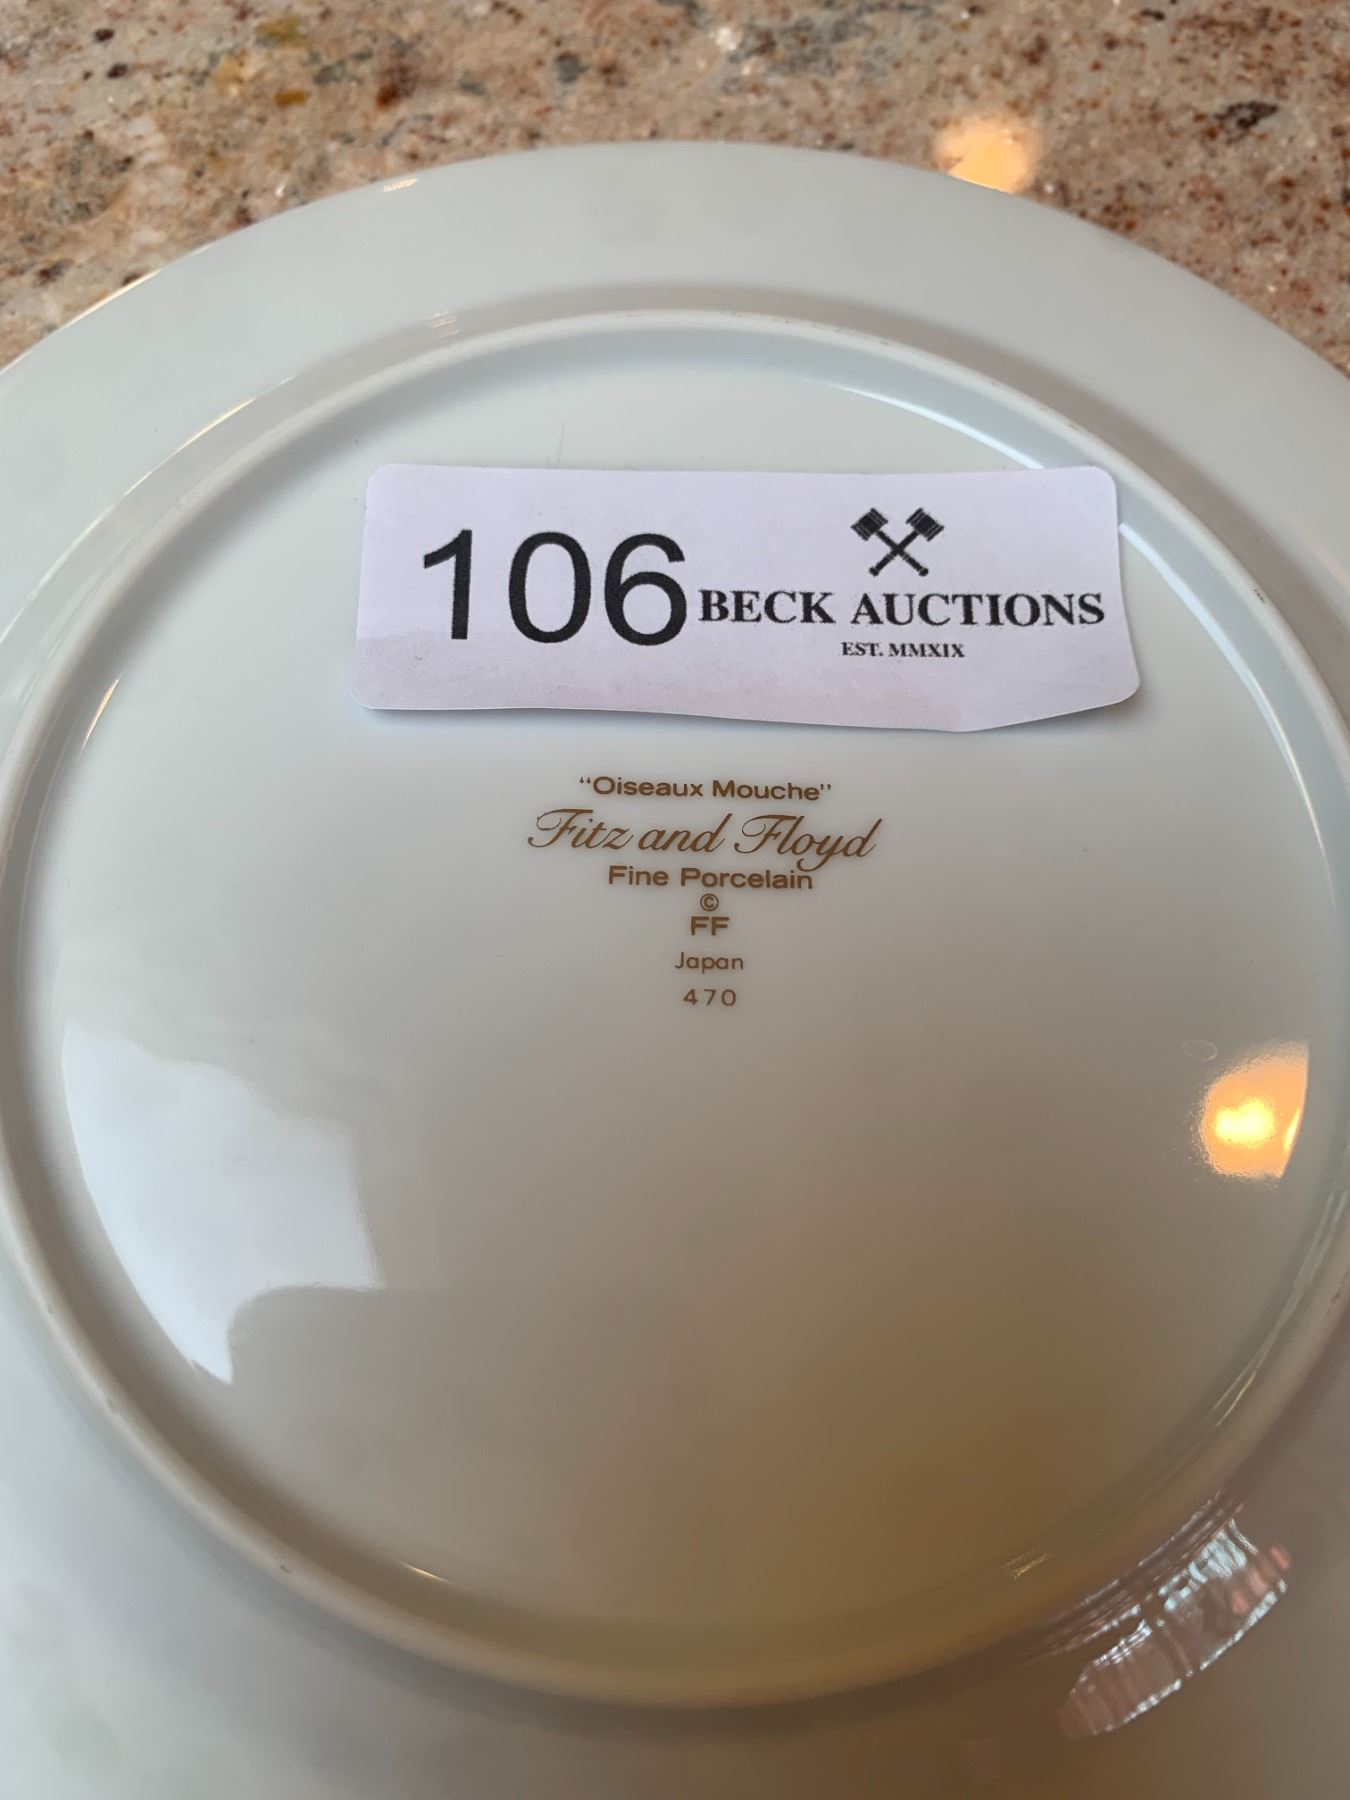 106 BECK AUCTIONS
EST. MMXIX
“Oiseaux Mouche”
Fitz and Floyd
Fine Porcelain
©
FF
Japan
470